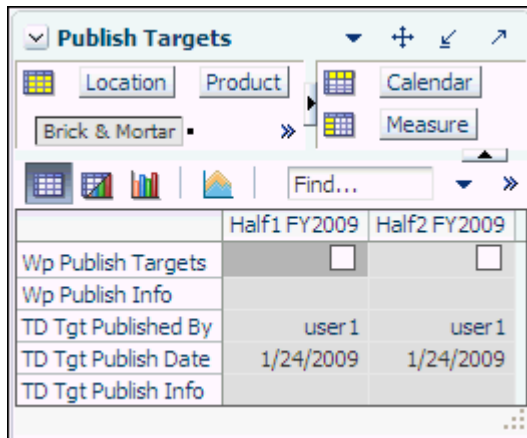 Publish Targets
Location Product
Calendar
Brick & Mortar
Measure
Find...
Half1 FY2009 Half2 FY2009
Wp Publish Targets
Wp Publish Info
TD Tgt Published By user1 user1
TD Tgt Publish Date 1/24/2009 1/24/2009
TD Tgt Publish Info